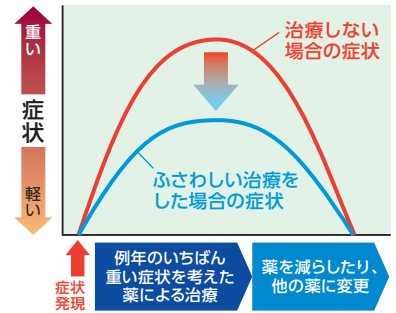 重い
症状
軽い
治療しない
場合の症状
ふさわしい治療を
した場合の症状
症状
発現
例年のいちばん
重い症状を考えた
薬による治療
薬を減らしたり、
他の薬に変更